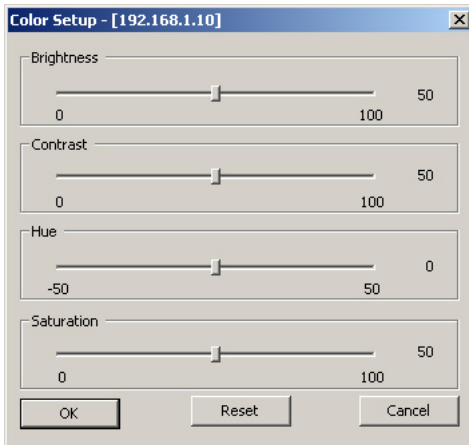 Color Setup - [192.168.1.10]
Brightness
50
0 100
Contrast
50
0 100
Hue
0
-50 50
Saturation
50
0 100
OK Reset Cancel